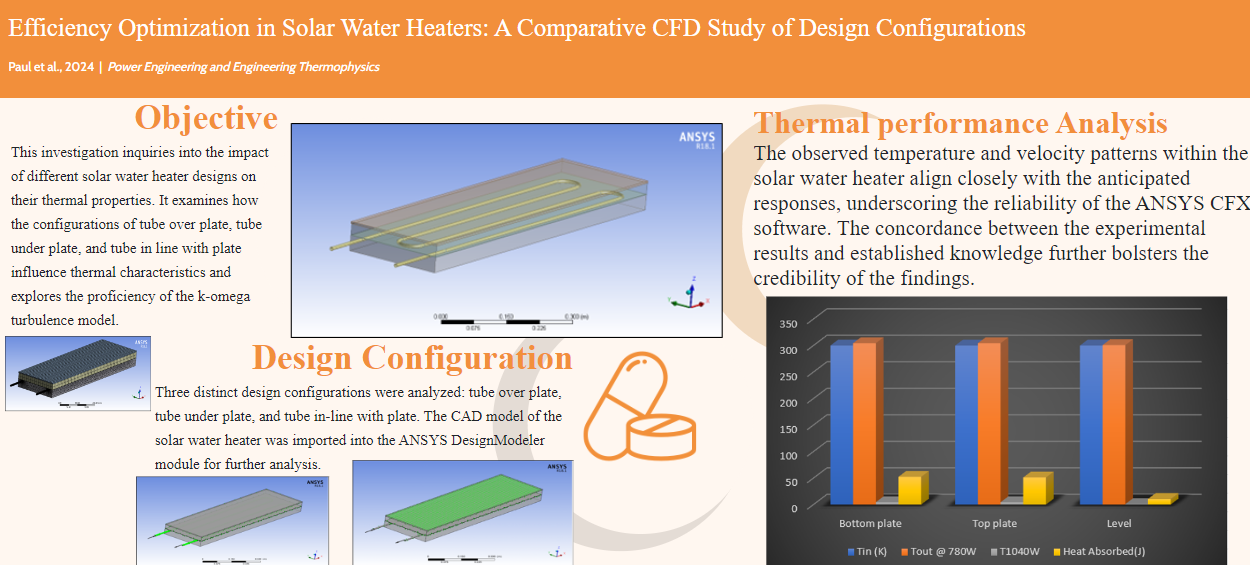 Efficiency Optimization in Solar Water Heaters: A Comparative CFD Study of Design Configurations
Paul et al., 2024 | Power Engineering and Engineering Thermophysics
Objective
This investigation inquiries into the impact
of different solar water heater designs on
their thermal properties. It examines how
the configurations of tube over plate, tube
under plate, and tube in line with plate
influence thermal characteristics and
explores the proficiency of the k-omega
turbulence model.
ANSYS
R18.1
0.000
0.150
0.300 (m)
0.075
0.225
Z
Y
X
ANSYS
Design Configuration
Three distinct design configurations were analyzed: tube over plate,
tube under plate, and tube in-line with plate. The CAD model of the
solar water heater was imported into the ANSYS DesignModeler
module for further analysis.
ANSYS
ANSYS
Thermal performance Analysis
The observed temperature and velocity patterns within the
solar water heater align closely with the anticipated
responses, underscoring the reliability of the ANSYS CFX
software. The concordance between the experimental
results and established knowledge further bolsters the
credibility of the findings.
350
300
250
200
150
100
50
0
Bottom plate
Top plate
Level
Tin (K)
Tout @ 780W
T1040W
Heat Absorbed(J)